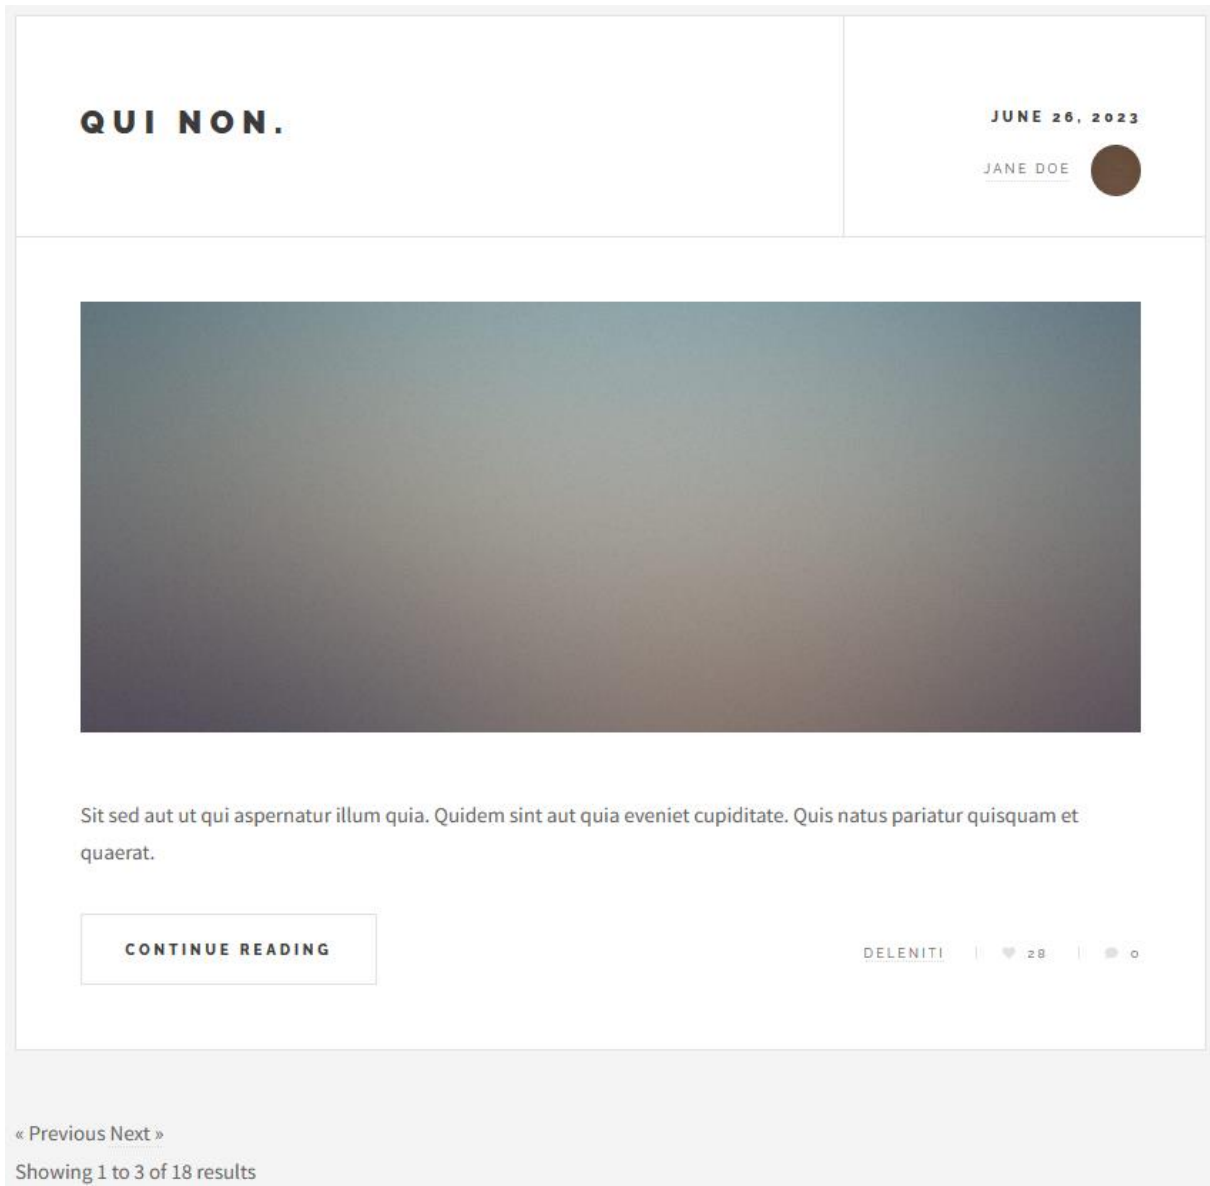 QUI NON.
JUNE 26, 2023
JANE DOE
Sit sed aut ut qui aspernatur illum quia. Quidem sint aut quia eveniet cupiditate. Quis natus pariatur quisquam et
quaerat.
CONTINUE READING
DELENITI 28 0
« Previous Next »
Showing 1 to 3 of 18 results